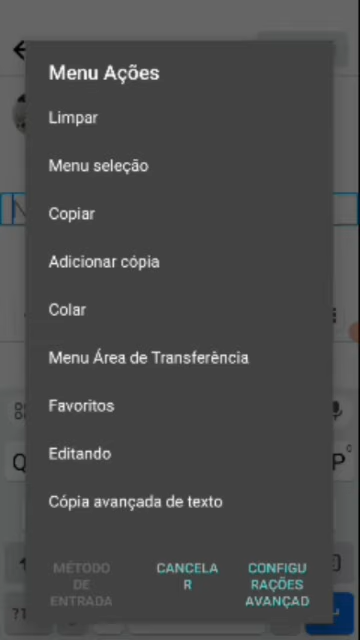 Menu Ações
Limpar
Menu seleção
Copiar
Adicionar cópia
Colar
Menu Área de Transferência
Favoritos
Editando
Cópia avançada de texto
MÉTODO
DE
ENTRADA
CANCELA
R
CONFIGU
RAÇÕES
AVANÇAD
Q
P
?1